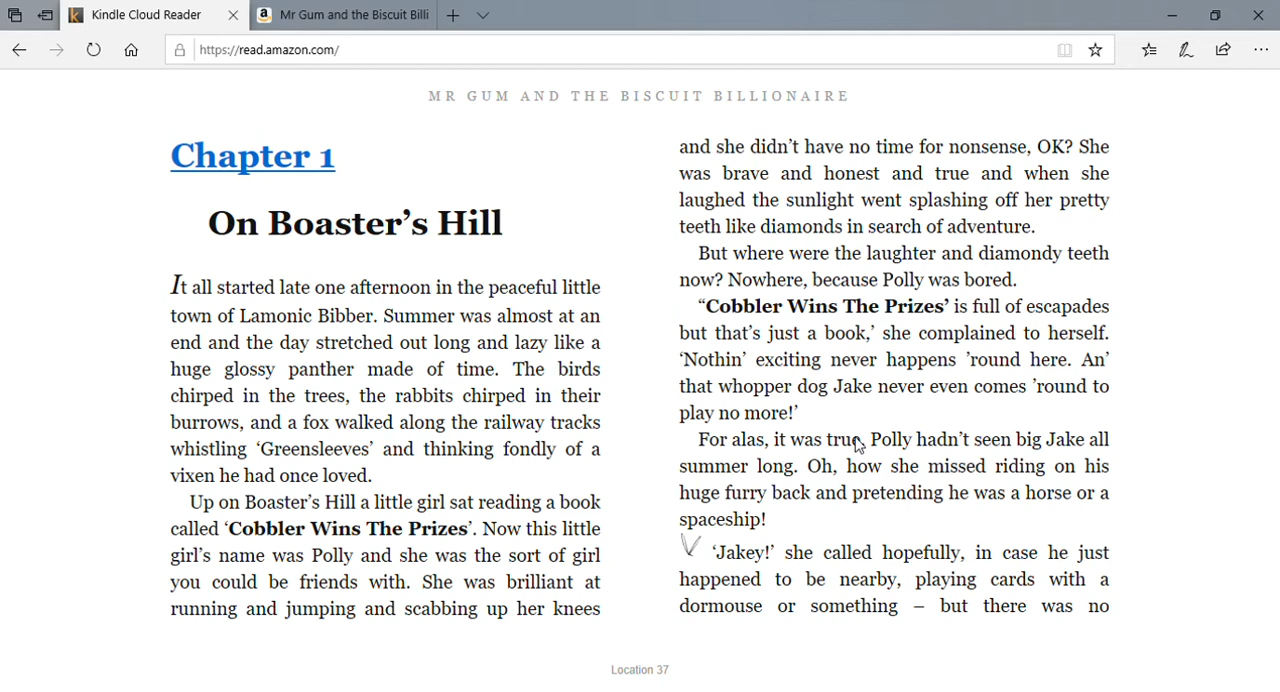 Kindle Cloud Reader
Mr Gum and the Biscuit Billi
https://read.amazon.com/
MR GUM AND THE BISCUIT BILLIONAIRE
Chapter 1
On Boaster’s Hill
It all started late one afternoon in the peaceful little
town of Lamonic Bibber. Summer was almost at an
end and the day stretched out long and lazy like a
huge glossy panther made of time. The birds
chirped in the trees, the rabbits chirped in their
burrows, and a fox walked along the railway tracks
whistling ‘Greensleeves’ and thinking fondly of a
vixen he had once loved.
Up on Boaster’s Hill a little girl sat reading a book
called ‘Cobbler Wins The Prizes’. Now this little
girl’s name was Polly and she was the sort of girl
you could be friends with. She was brilliant at
running and jumping and scabbing up her knees
and she didn’t have no time for nonsense, OK? She
was brave and honest and true and when she
laughed the sunlight went splashing off her pretty
teeth like diamonds in search of adventure.
But where were the laughter and diamondy teeth
now? Nowhere, because Polly was bored.
“Cobbler Wins The Prizes’ is full of escapades
but that’s just a book,’ she complained to herself.
‘Nothin’ exciting never happens ’round here. An’
that whopper dog Jake never even comes ’round to
play no more!’
For alas, it was true. Polly hadn’t seen big Jake all
summer long. Oh, how she missed riding on his
huge furry back and pretending he was a horse or a
spaceship!
‘Jakey!’ she called hopefully, in case he just
happened to be nearby, playing cards with a
dormouse or something – but there was no
Location 37